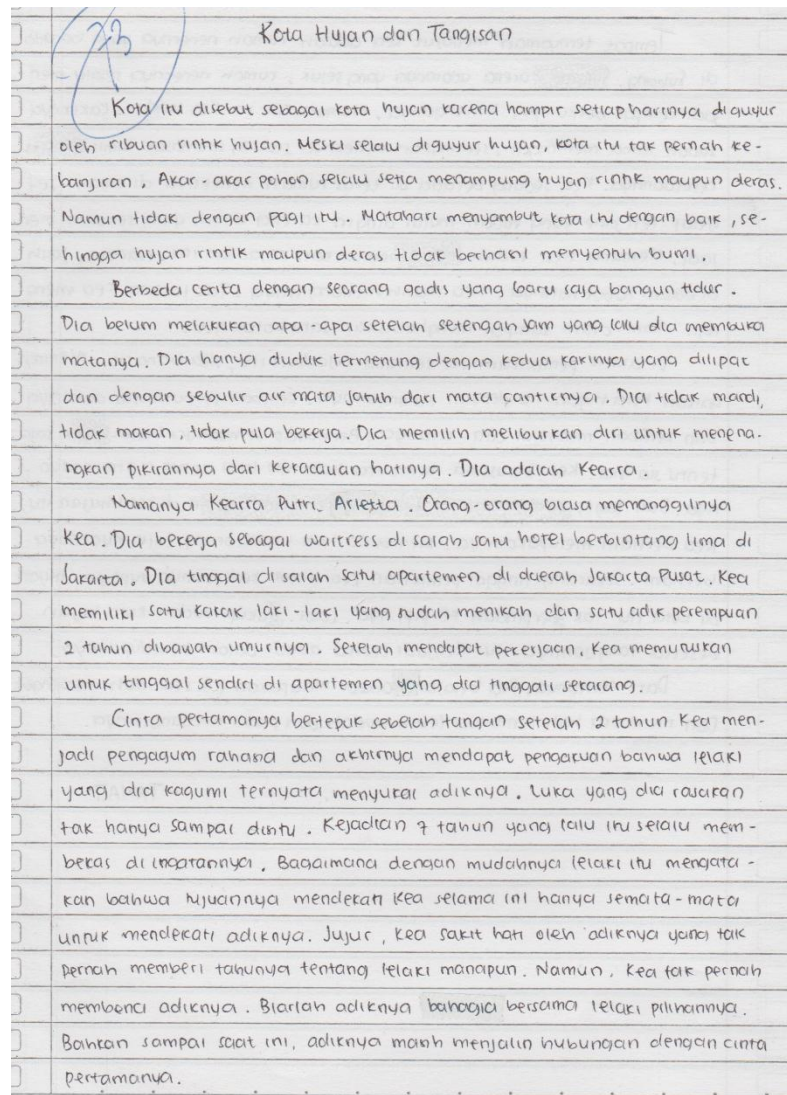 Kota Hujan dan Tangisan
Kota itu disebut sebagai kota hujan karena hampir setiap harinya diguyur
oleh ribuan rintik hujan. Meski selalu diguyur hujan, kota itu tak pernah ke-
banjiran. Akar-akar pohon selalu setia menampung hujan rintik maupun deras.
Namun tidak dengan pagi itu. Matahari menyambut kota itu dengan baik, se-
hingga hujan rintik maupun deras tidak berhasil menyentuh bumi.
Berbeda cerita dengan seorang gadis yang baru saja bangun tidur.
Dia belum melakukan apa-apa setelah setengah jam yang lalu dia membuka
matanya. Dia hanya duduk termenung dengan kedua kakinya yang dilipat
dan dengan sebulir air mata jatuh dari mata cantiknya. Dia tidak mandi,
tidak makan, tidak pula bekerja. Dia memilih meliburkan diri untuk menena-
ngkan pikirannya dari kekacauan hatinya. Dia adalah Kearra.
Namanya Kearra Putri Arletta. Orang-orang biasa memanggilnya
Kea. Dia bekerja sebagai waitress di salah satu hotel berbintang lima di
Jakarta. Dia tinggal di salah satu apartemen di daerah Jakarta Pusat. Kea
memiliki satu kakak laki-laki yang sudah menikah dan satu adik perempuan
2 tahun dibawah umurnya. Setelah mendapat pekerjaan, Kea memutuskan
untuk tinggal sendiri di apartemen yang dia tinggali sekarang.
Cinta pertamanya bertepuk sebelah tangan setelah 2 tahun Kea men-
jadi pengagum rahasia dan akhirnya mendapat pengakuan bahwa lelaki
yang dia kagumi ternyata menyukai adiknya. Luka yang dia rasakan
tak hanya sampai disitu. Kejadian 7 tahun yang lalu itu selalu mem-
bekas di ingatannya. Bagaimana dengan mudahnya lelaki itu mengata-
kan bahwa tujuannya mendekati Kea selama ini hanya semata-mata
untuk mendekati adiknya. Jujur, Kea sakit hati oleh adiknya yang tak
pernah memberi tahunya tentang lelaki manapun. Namun, Kea tak pernah
membenci adiknya. Biarlah adiknya bahagia bersama lelaki pilihannya.
Bahkan sampai saat ini, adiknya masih menjalin hubungan dengan cinta
pertamanya.